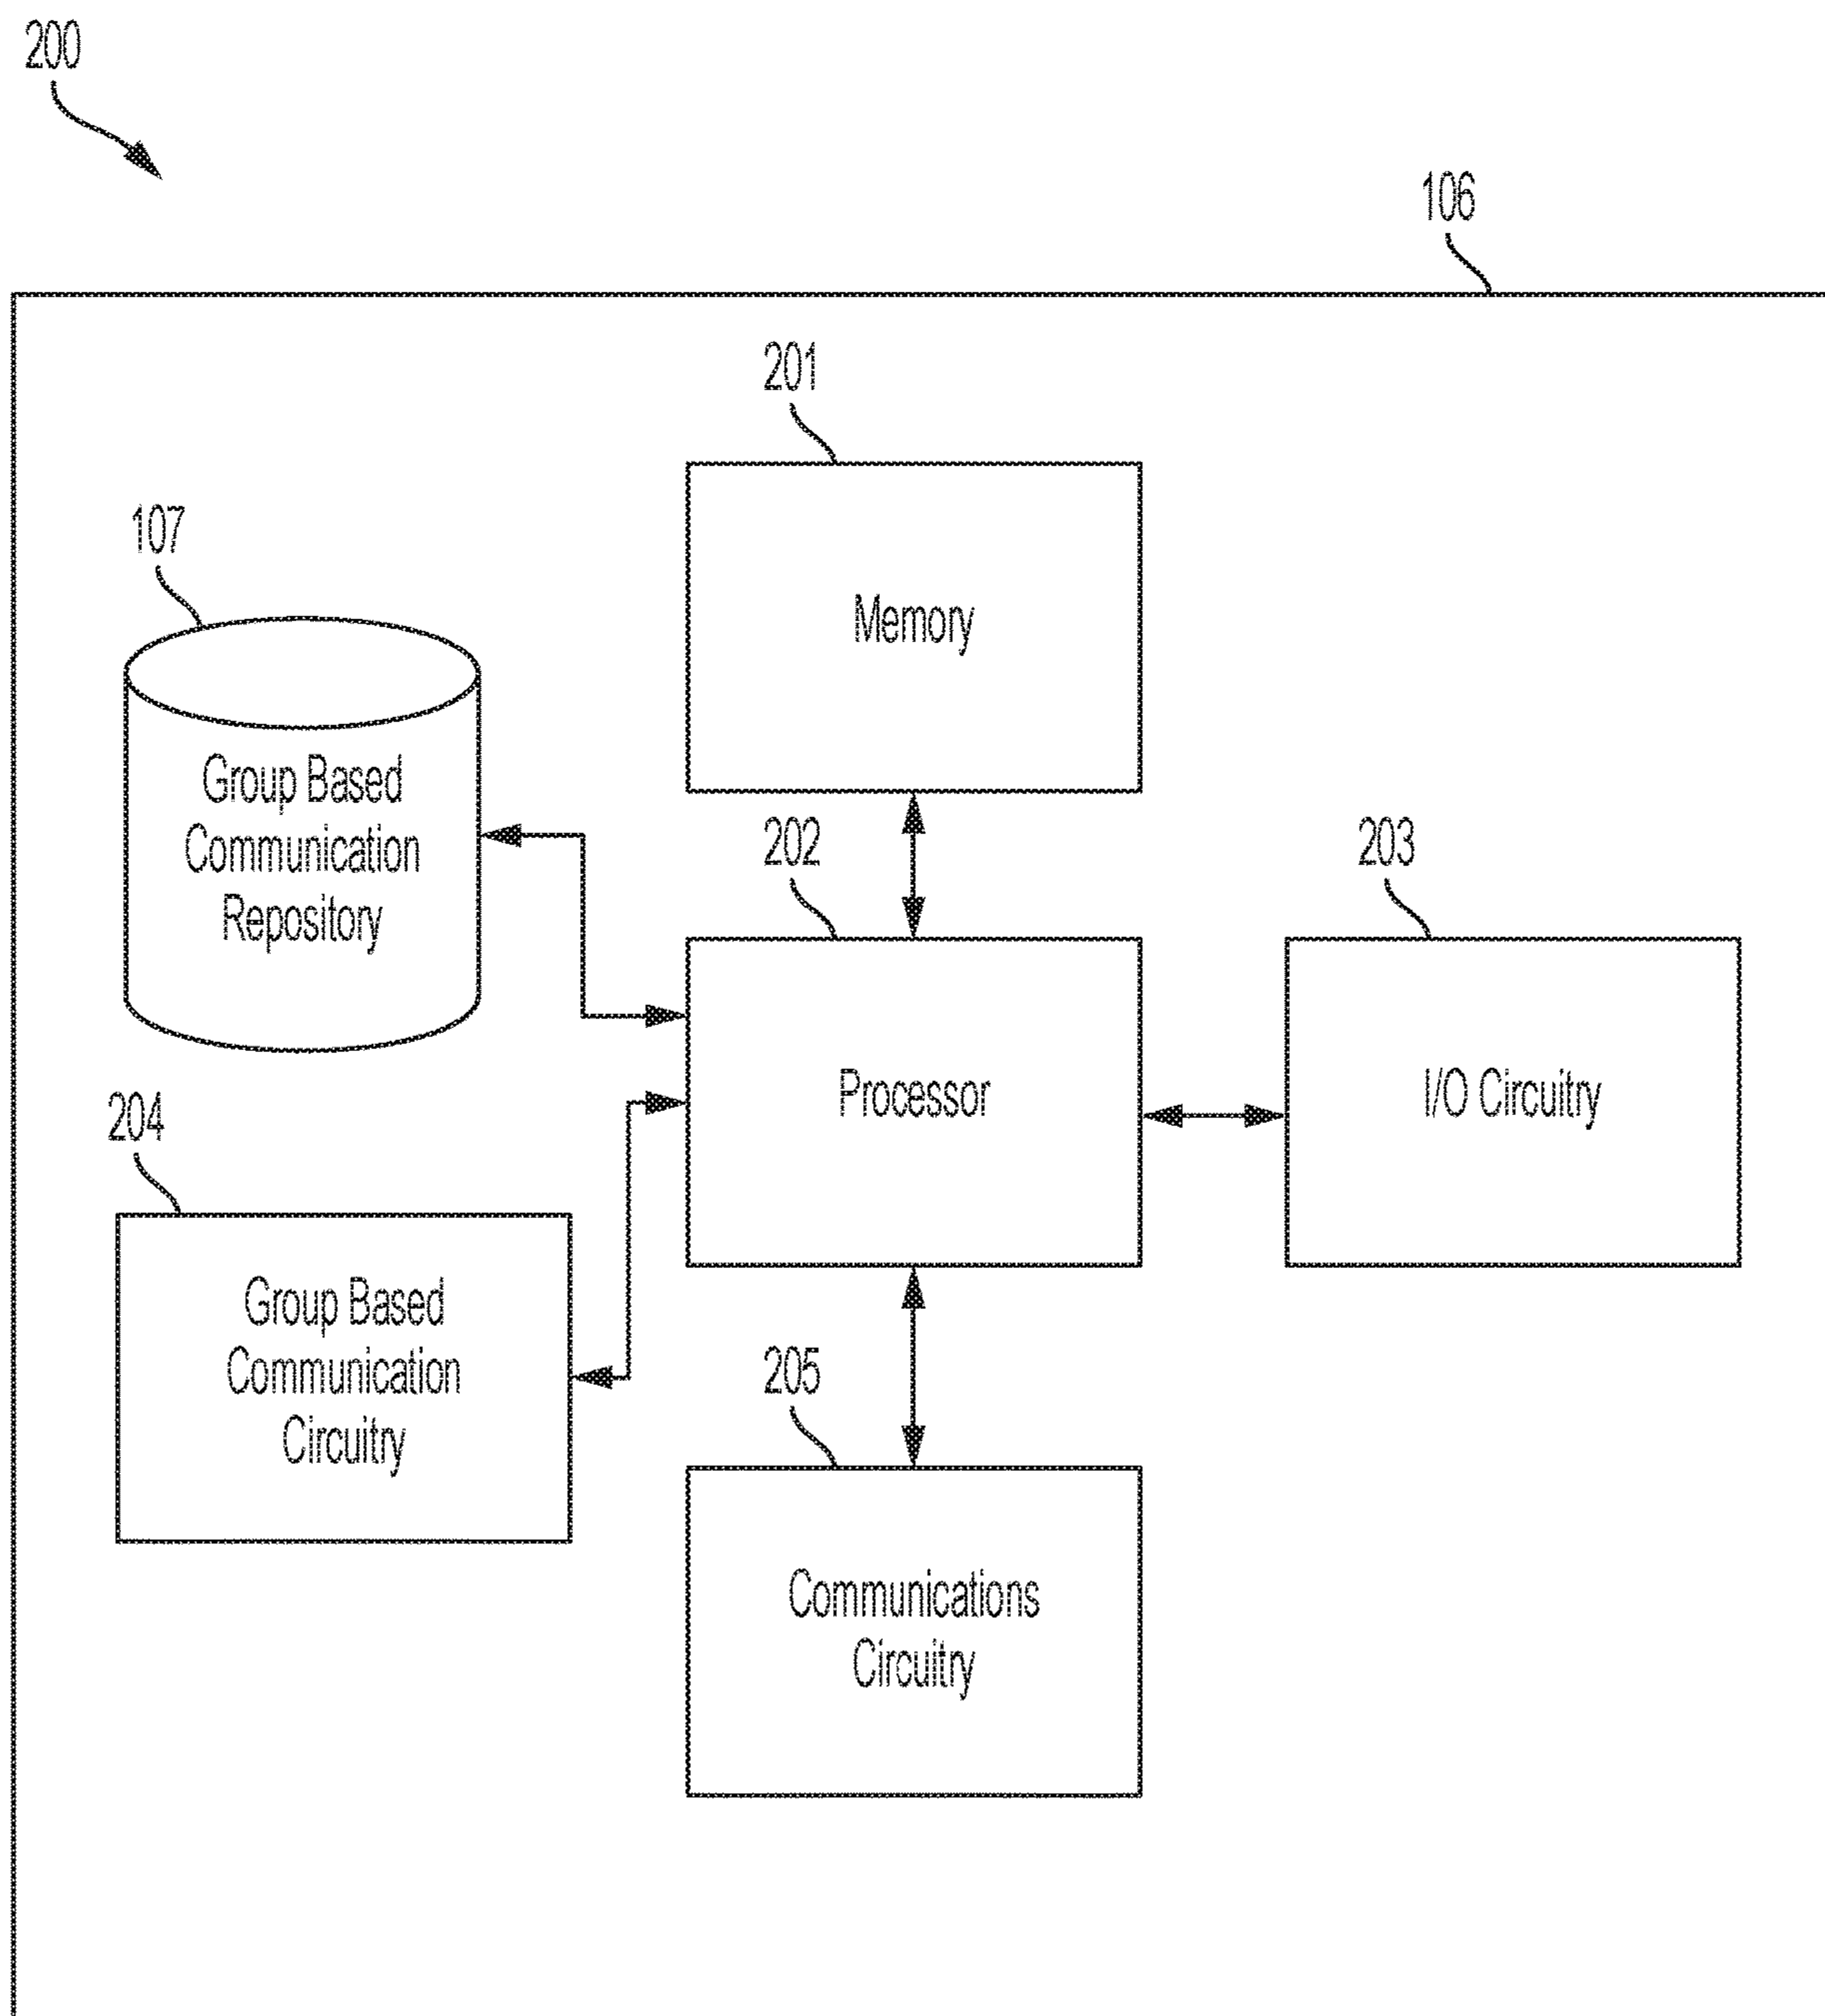 200
106
201
Memory
107
Group Based
Communication
Repository
202
Processor
203
I/O Circuitry
204
Group Based
Communication
Circuitry
205
Communications
Circuitry